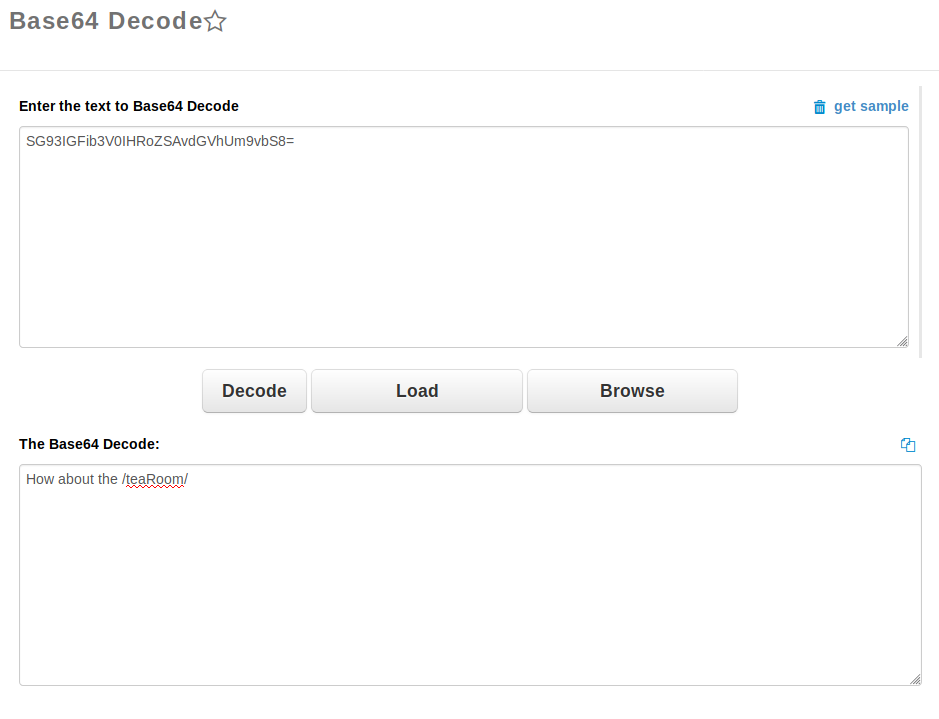 Base64 Decode
Enter the text to Base64 Decode
get sample
SG93IGFib3V0IHRoZSAvdGVhUm9vbS8=
Decode
Load
Browse
The Base64 Decode:
How about the /teaRoom/